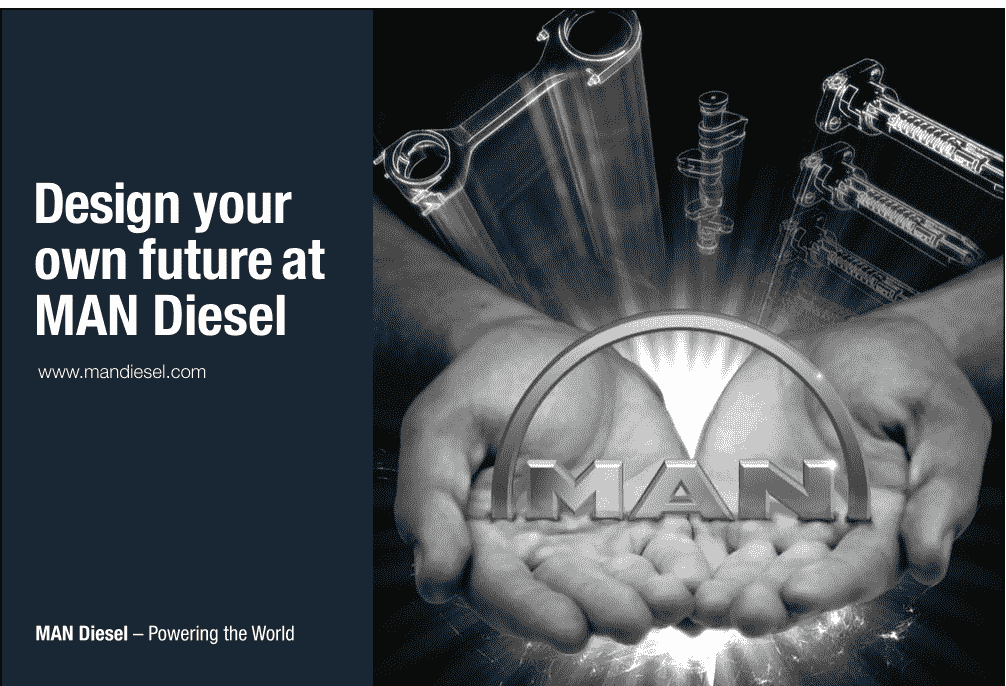 Design your
own future at
MAN Diesel
www.mandiesel.com
MAN
MAN Diesel – Powering the World